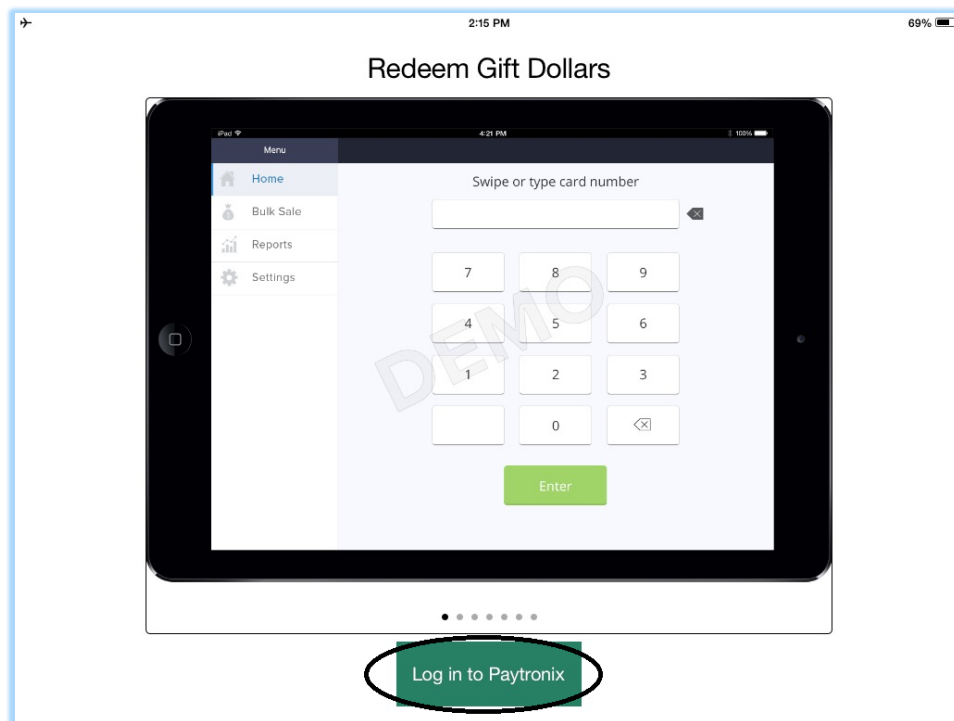 2:15 PM 69%
Redeem Gift Dollars
iPad 4:21 PM 100%
Menu
Home
Swipe or type card number
Bulk Sale
Reports
Settings
7 8 9
4 5 6
1 2 3
0
DEMO
Enter
Log in to Paytronix